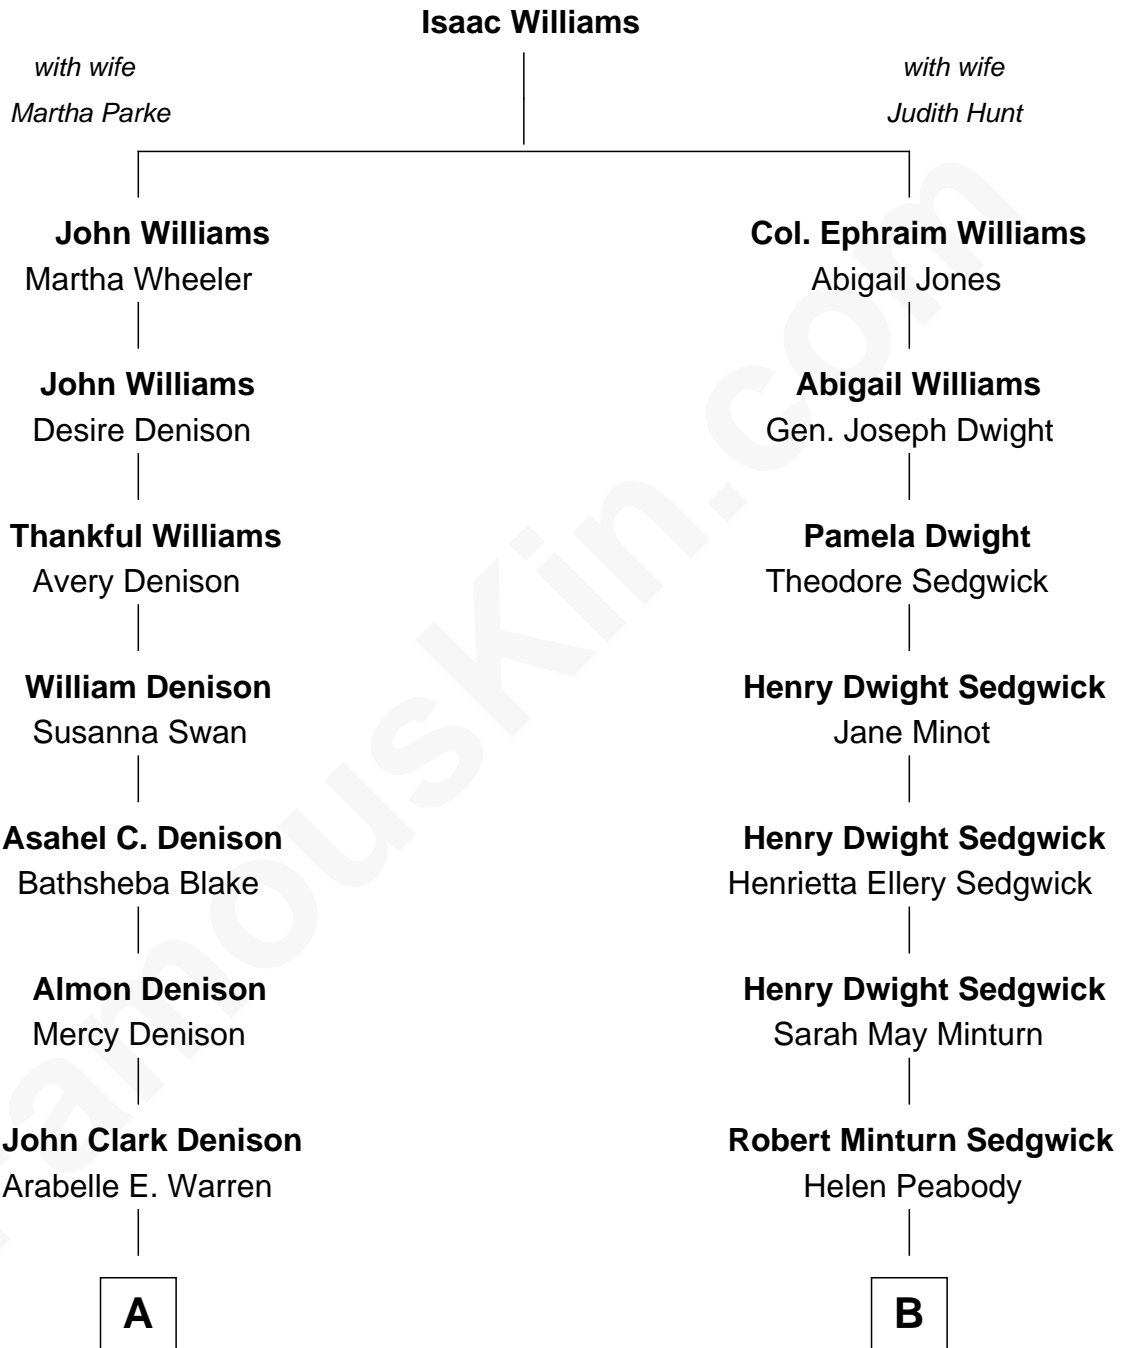 Isaac Williams
with wife
Martha Parke
with wife
Judith Hunt
John Williams
Martha Wheeler
Col. Ephraim Williams
Abigail Jones
John Williams
Desire Denison
Abigail Williams
Gen. Joseph Dwight
Thankful Williams
Avery Denison
Pamela Dwight
Theodore Sedgwick
William Denison
Susanna Swan
Henry Dwight Sedgwick
Jane Minot
Asahel C. Denison
Bathsheba Blake
Henry Dwight Sedgwick
Henrietta Ellery Sedgwick
Almon Denison
Mercy Denison
Henry Dwight Sedgwick
Sarah May Minturn
John Clark Denison
Arabelle E. Warren
Robert Minturn Sedgwick
Helen Peabody
A
B
FamousKin.com